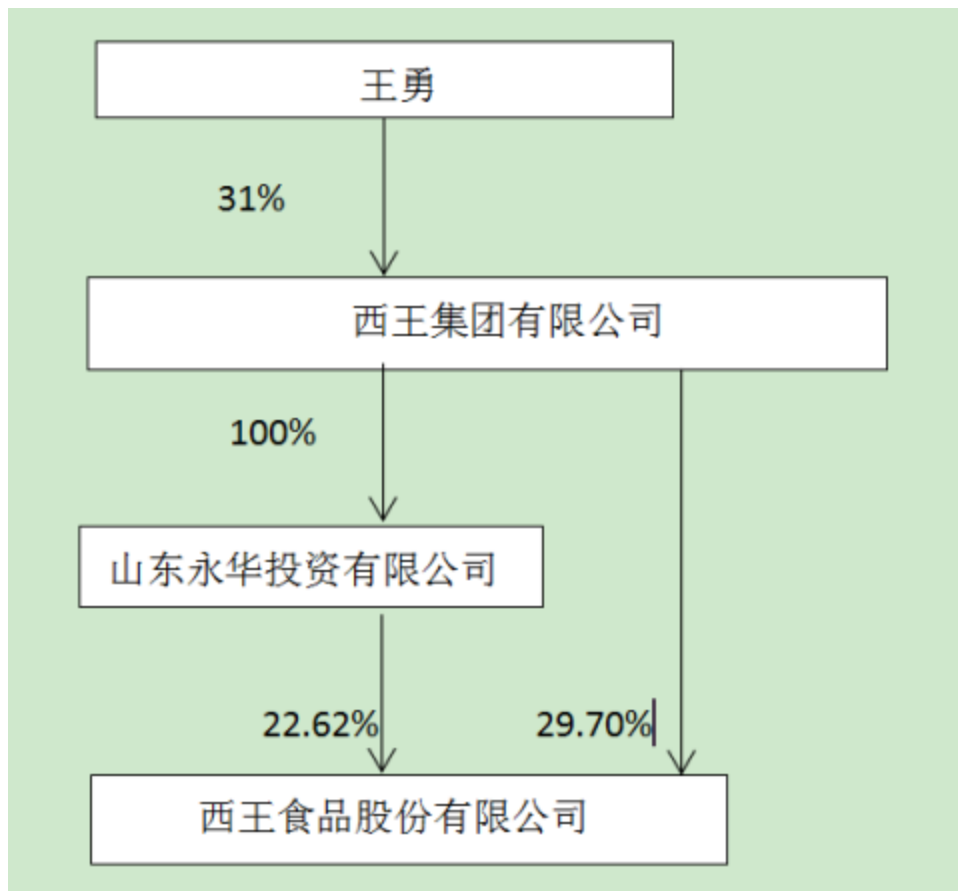 王勇
31%
西王集团有限公司
100%
山东永华投资有限公司
22.62%
29.70%
西王食品股份有限公司